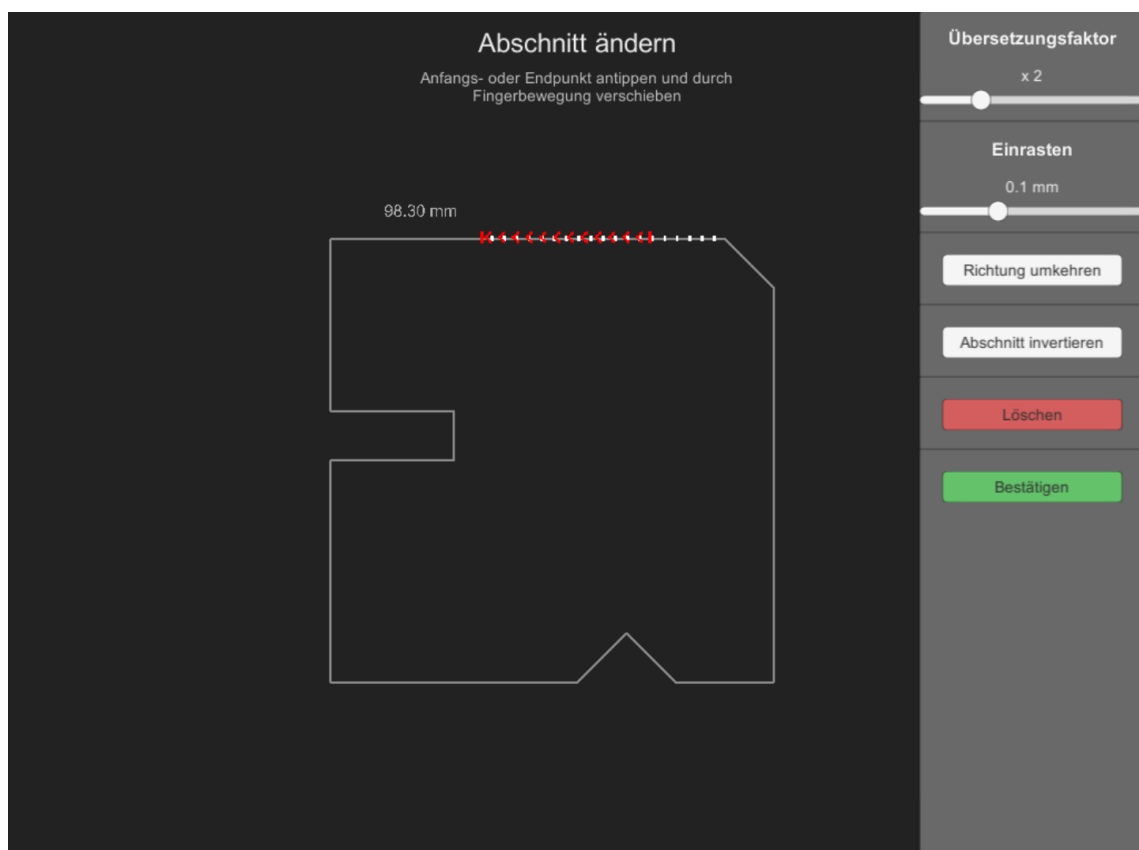 Abschnitt ändern
Anfangs- oder Endpunkt antippen und durch
Fingerbewegung verschieben
98.30 mm
Übersetzungsfaktor
x 2
Einrasten
0.1 mm
Richtung umkehren
Abschnitt invertieren
Löschen
Bestätigen